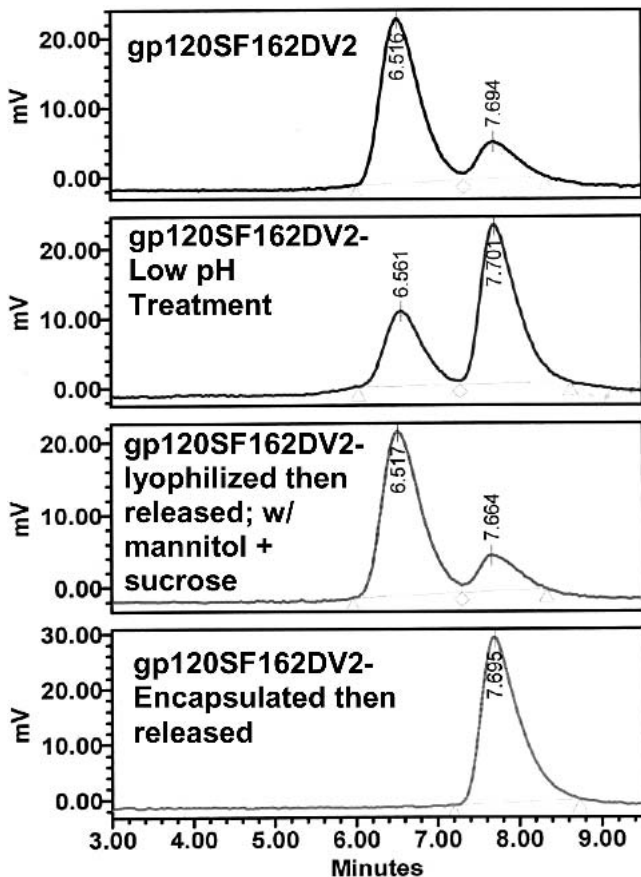 20.00
10.00
0.00
mV
gp120SF162DV2
6.516
7.694
20.00
10.00
0.00
mV
gp120SF162DV2-
Low pH
Treatment
6.561
7.701
20.00
10.00
0.00
mV
gp120SF162DV2-
lyophilized then
released; w/
mannitol +
sucrose
6.517
7.664
30.00
20.00
10.00
0.00
mV
gp120SF162DV2-
Encapsulated then
released
7.695
3.00 4.00 5.00 6.00 7.00 8.00 9.00
Minutes